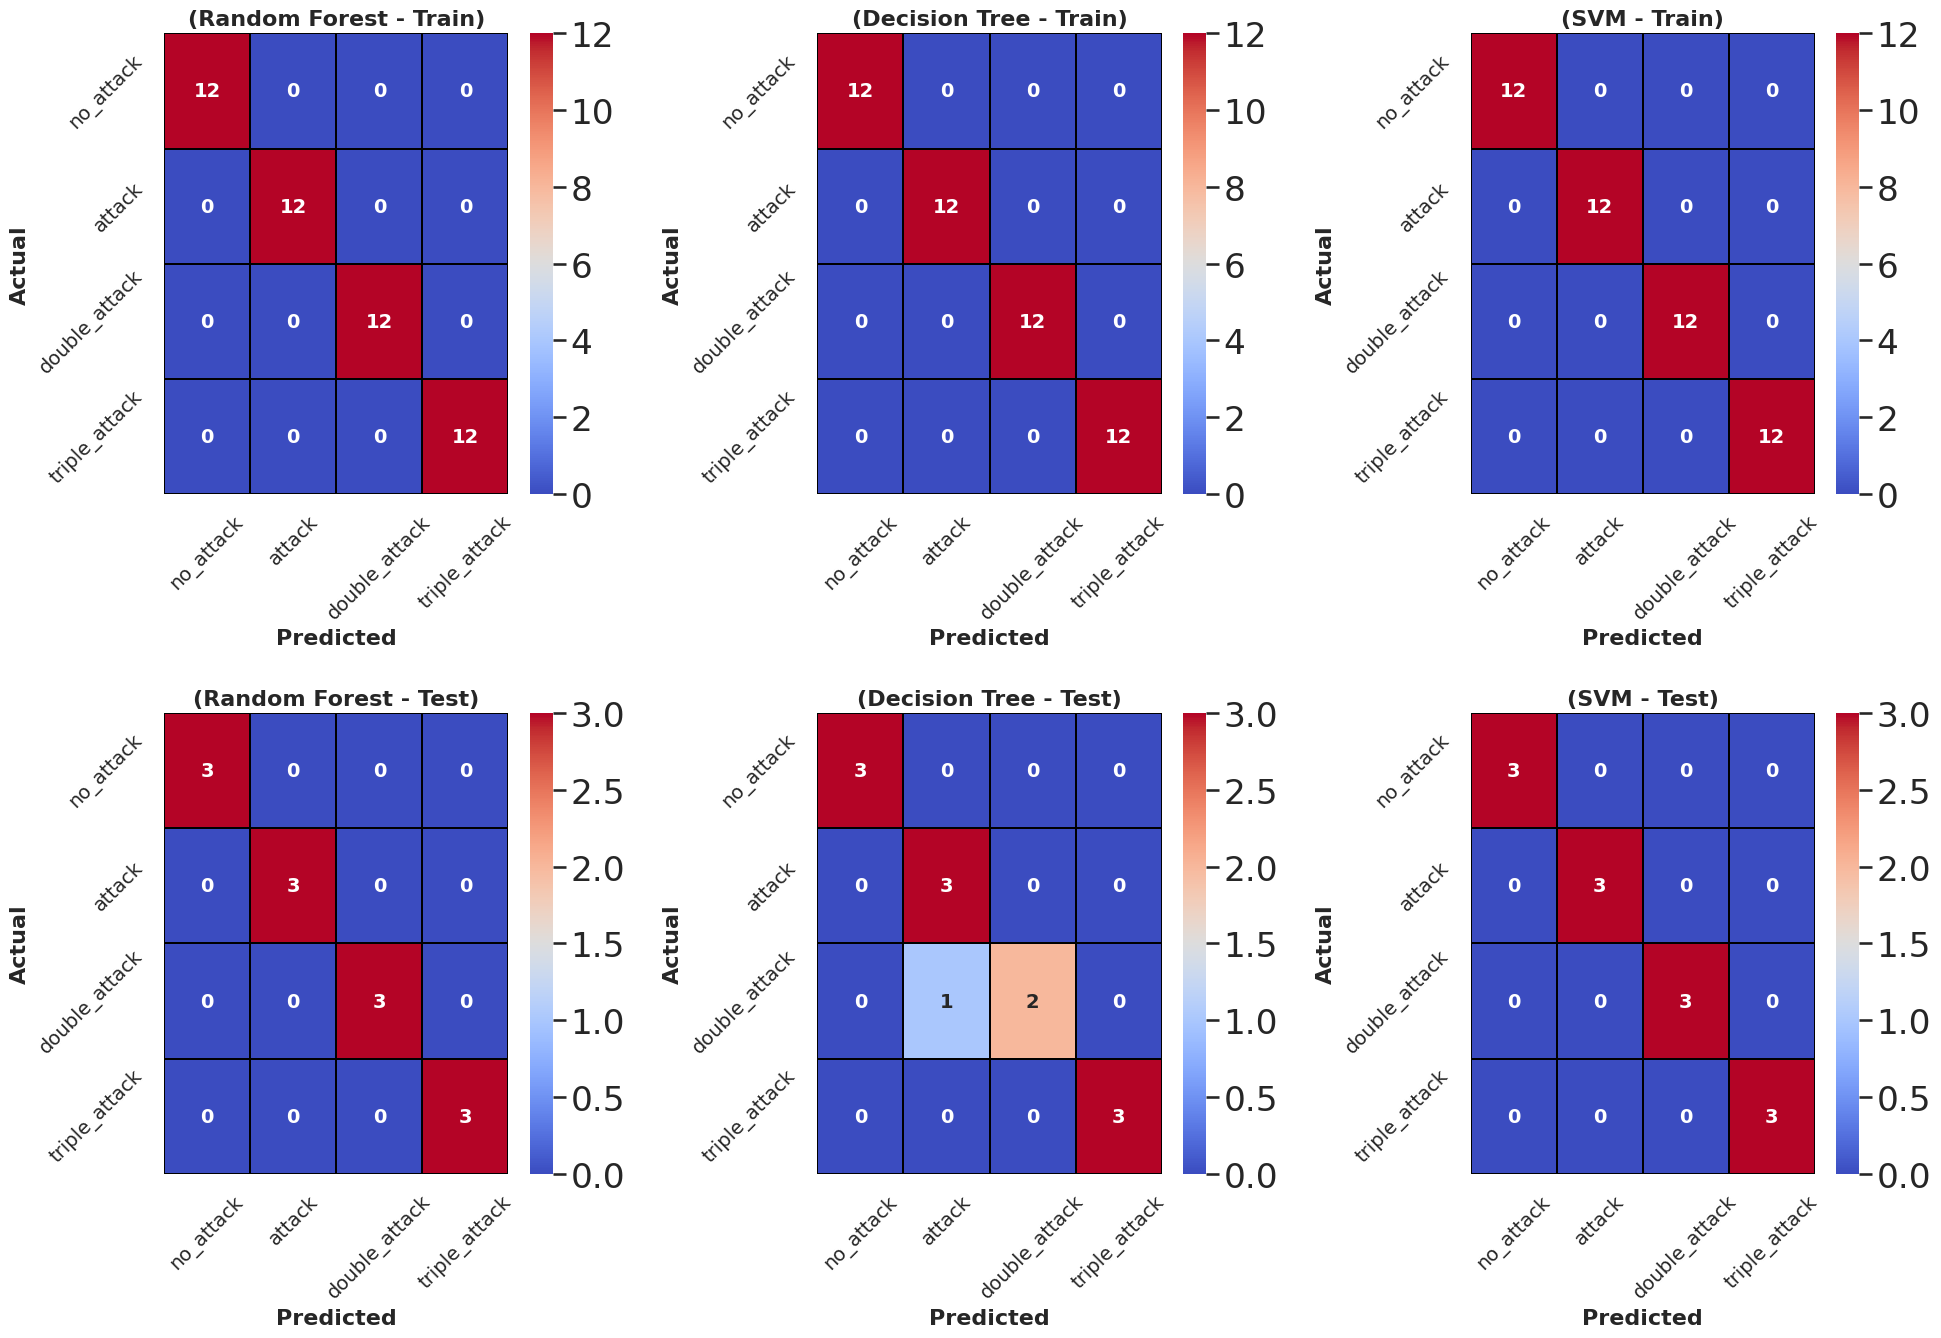 (Random Forest - Train)
(Decision Tree - Train)
(SVM - Train)
Actual
no_attack
attack
double_attack
triple_attack
12 0 0 0
0 12 0 0
0 0 12 0
0 0 0 12
12
10
8
6
4
2
0
no_attack
attack
double_attack
triple_attack
Predicted
Actual
no_attack
attack
double_attack
triple_attack
12 0 0 0
0 12 0 0
0 0 12 0
0 0 0 12
12
10
8
6
4
2
0
no_attack
attack
double_attack
triple_attack
Predicted
Actual
no_attack
attack
double_attack
triple_attack
12 0 0 0
0 12 0 0
0 0 12 0
0 0 0 12
12
10
8
6
4
2
0
no_attack
attack
double_attack
triple_attack
Predicted
(Random Forest - Test)
(Decision Tree - Test)
(SVM - Test)
Actual
no_attack
attack
double_attack
triple_attack
3 0 0 0
0 3 0 0
0 0 3 0
0 0 0 3
3.0
2.5
2.0
1.5
1.0
0.5
0.0
no_attack
attack
double_attack
triple_attack
Predicted
Actual
no_attack
attack
double_attack
triple_attack
3 0 0 0
0 3 0 0
0 1 2 0
0 0 0 3
3.0
2.5
2.0
1.5
1.0
0.5
0.0
no_attack
attack
double_attack
triple_attack
Predicted
Actual
no_attack
attack
double_attack
triple_attack
3 0 0 0
0 3 0 0
0 0 3 0
0 0 0 3
3.0
2.5
2.0
1.5
1.0
0.5
0.0
no_attack
attack
double_attack
triple_attack
Predicted